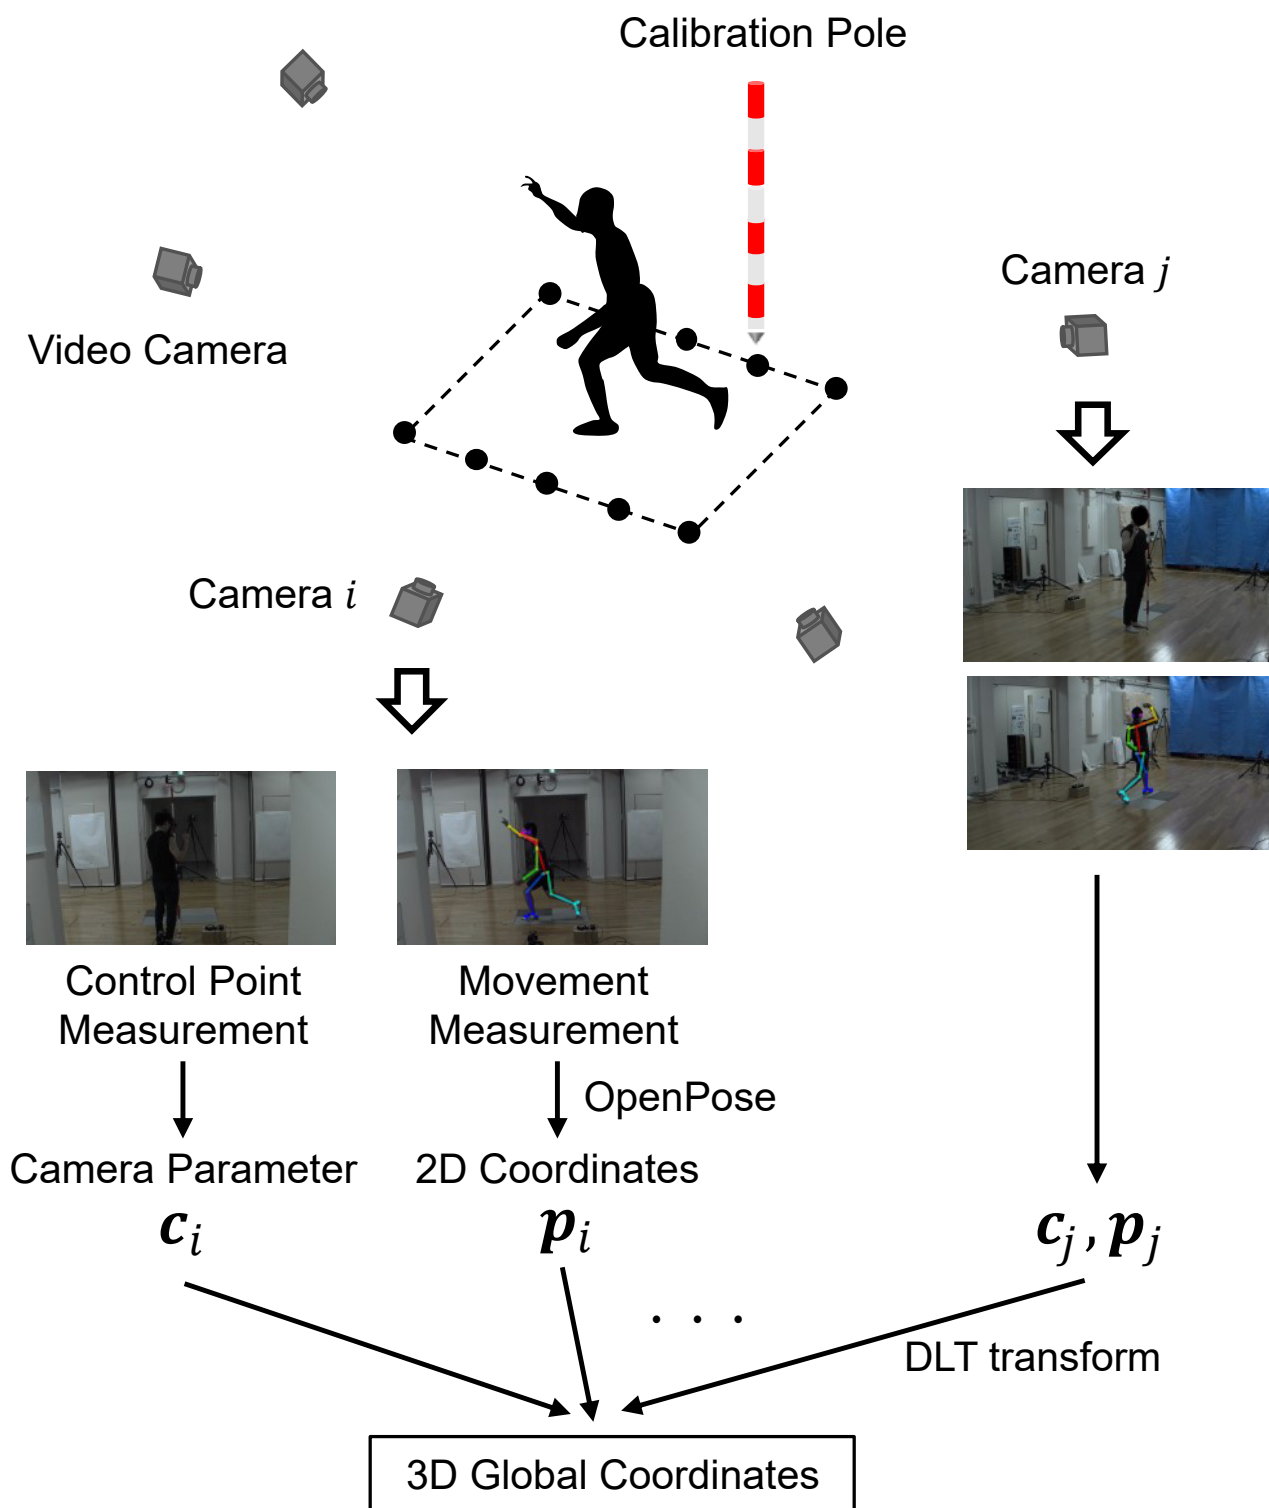 Calibration Pole
Camera j
Video Camera
Camera i
Control Point
Measurement
Movement
Measurement
OpenPose
Camera Parameter
2D Coordinates
c_i
p_i
c_j, p_j
. . .
DLT transform
3D Global Coordinates